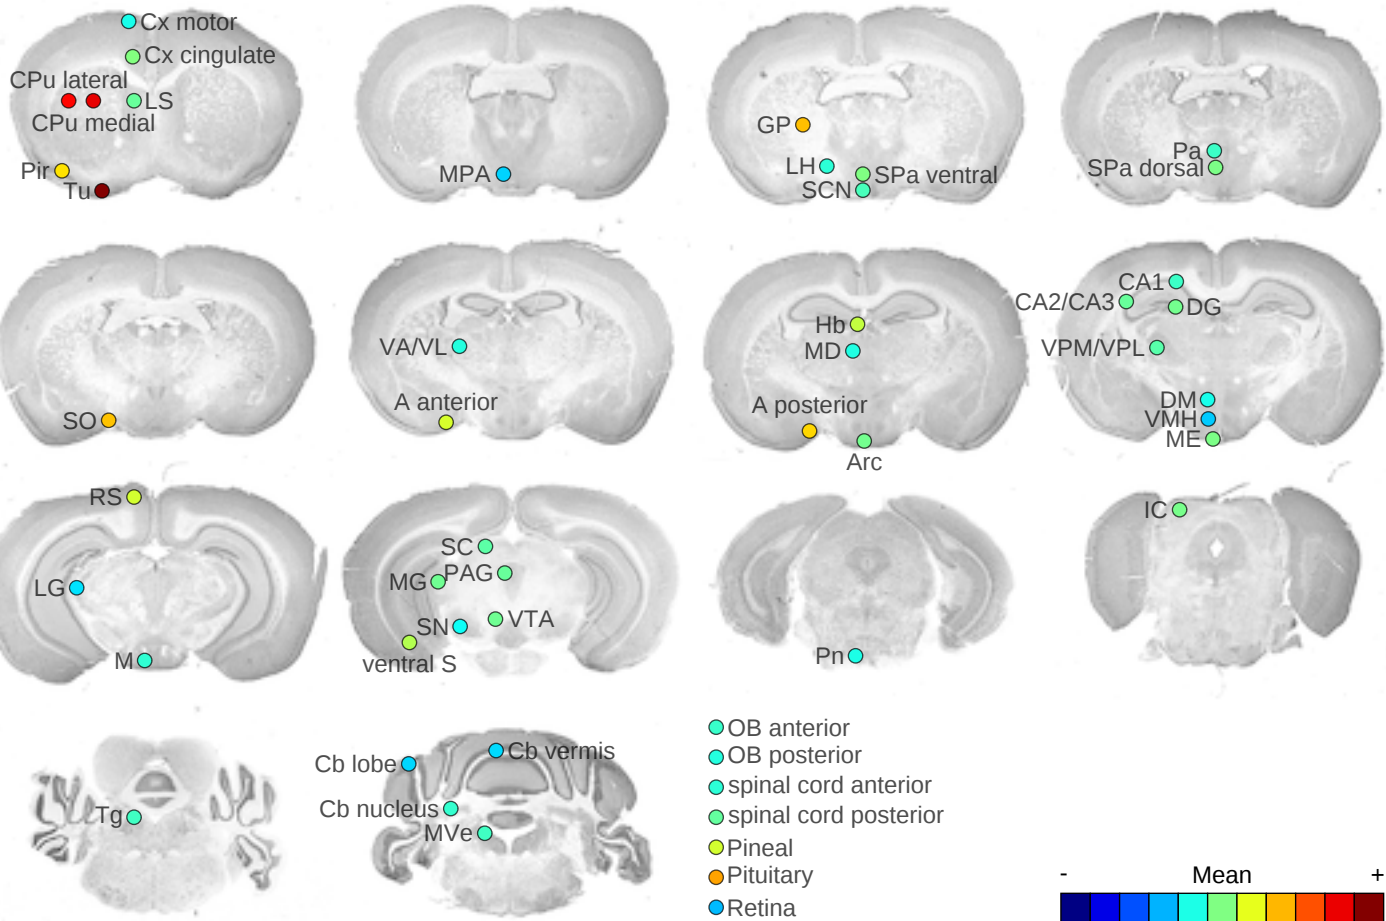 Cx motor
Cx cingulate
CPu lateral
LS
CPu medial
Pir
Tu
MPA
GP
LH
SPa ventral
SCN
Pa
SPa dorsal
SO
VA/VL
A anterior
Hb
MD
A posterior
Arc
CA1
CA2/CA3
DG
VPM/VPL
DM
VMH
ME
RS
LG
M
SC
MG
PAG
SN
VTA
ventral S
Pn
IC
Tg
Cb lobe
Cb vermis
Cb nucleus
MVe
OB anterior
OB posterior
spinal cord anterior
spinal cord posterior
Pineal
Pituitary
Retina
- Mean +